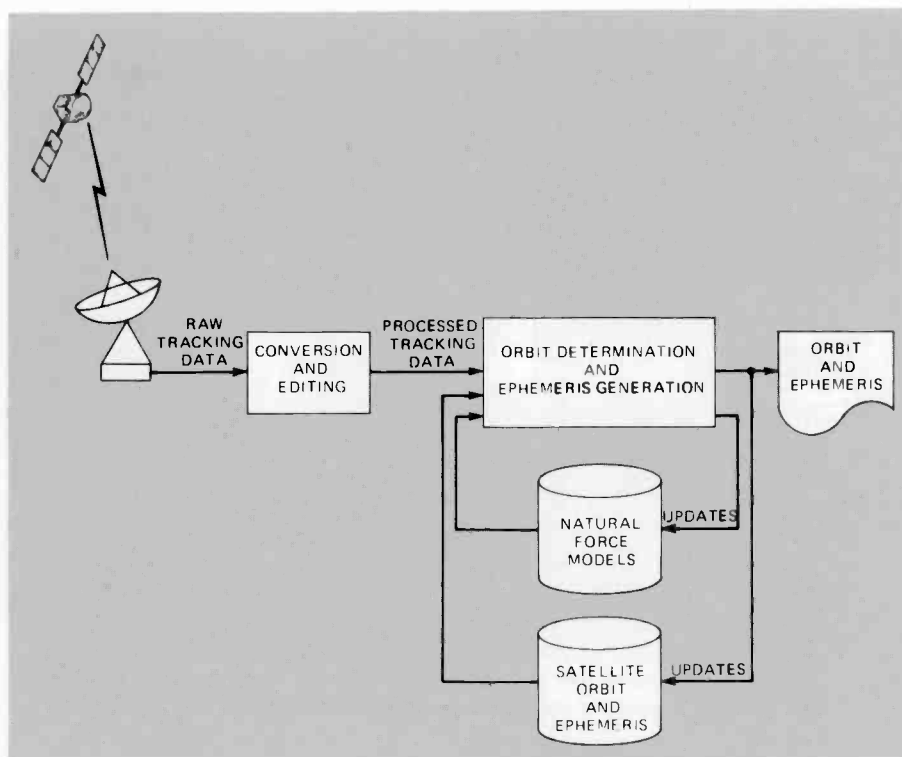 RAW
TRACKING
DATA
CONVERSION
AND
EDITING
PROCESSED
TRACKING
DATA
ORBIT DETERMINATION
AND
EPHEMERIS GENERATION
ORBIT
AND
EPHEMERIS
NATURAL
FORCE
MODELS
UPDATES
SATELLITE
ORBIT
AND
EPHEMERIS
UPDATES